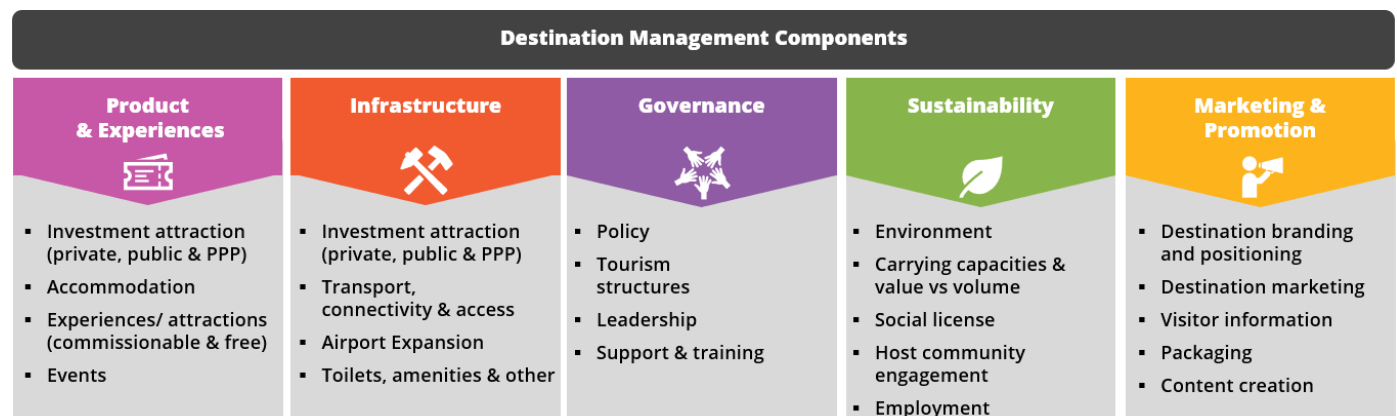 Destination Management Components
Product
& Experiences
▪ Investment attraction
(private, public & PPP)
▪ Accommodation
▪ Experiences/ attractions
(commissionable & free)
▪ Events
Infrastructure
▪ Investment attraction
(private, public & PPP)
▪ Transport,
connectivity & access
▪ Airport Expansion
▪ Toilets, amenities & other
Governance
▪ Policy
▪ Tourism
structures
▪ Leadership
▪ Support & training
Sustainability
▪ Environment
▪ Carrying capacities &
value vs volume
▪ Social license
▪ Host community
engagement
▪ Employment
Marketing &
Promotion
▪ Destination branding
and positioning
▪ Destination marketing
▪ Visitor information
▪ Packaging
▪ Content creation